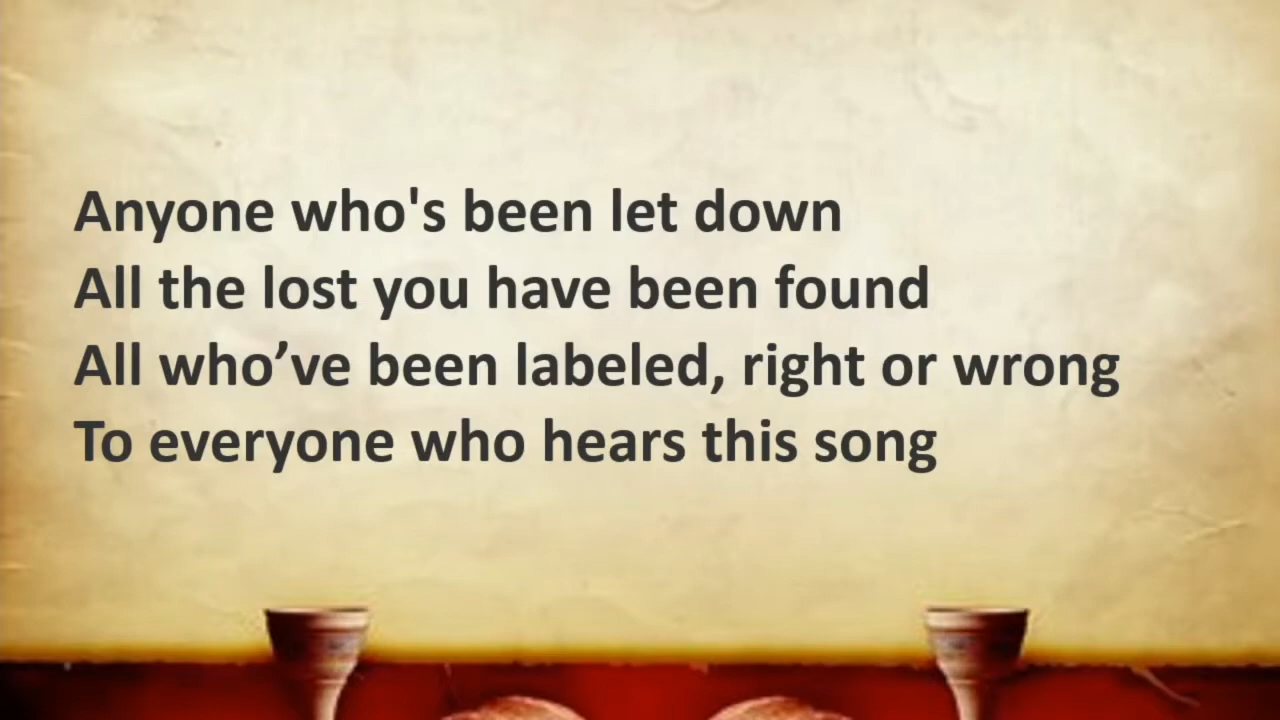 Anyone who's been let down
All the lost you have been found
All who’ve been labeled, right or wrong
To everyone who hears this song